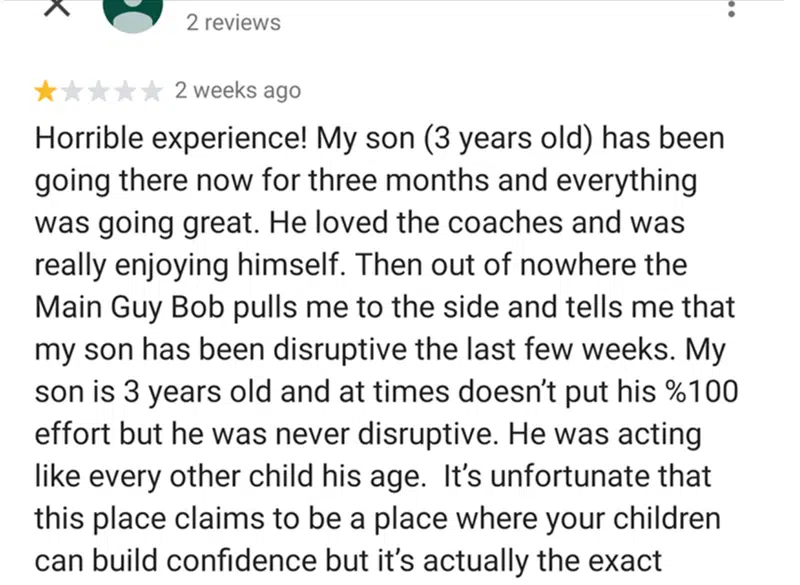 2 reviews
2 weeks ago
Horrible experience! My son (3 years old) has been
going there now for three months and everything
was going great. He loved the coaches and was
really enjoying himself. Then out of nowhere the
Main Guy Bob pulls me to the side and tells me that
my son has been disruptive the last few weeks. My
son is 3 years old and at times doesn’t put his %100
effort but he was never disruptive. He was acting
like every other child his age.  It’s unfortunate that
this place claims to be a place where your children
can build confidence but it’s actually the exact